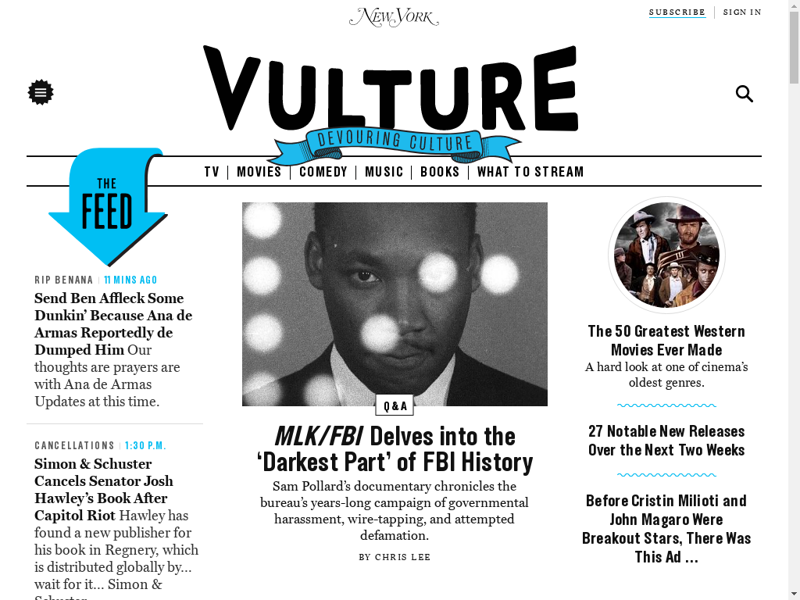 NEW YORK
SUBSCRIBE
SIGN IN
VULTURE
DEVOURING CULTURE
TV | MOVIES | COMEDY | MUSIC | BOOKS | WHAT TO STREAM
THE
FEED
RIP BENANA | 11 MINS AGO
Send Ben Affleck Some
Dunkin' Because Ana de
Armas Reportedly de
Dumped Him Our
thoughts are prayers are
with Ana de Armas
Updates at this time.
CANCELLATIONS | 1:30 P.M.
Simon & Schuster
Cancels Senator Josh
Hawley's Book After
Capitol Riot Hawley has
found a new publisher for
his book in Regnery, which
is distributed globally by...
wait for it... Simon &
Schuster.
Q&A
MLK/FBI Delves into the
‘Darkest Part’ of FBI History
Sam Pollard's documentary chronicles the
bureau's years-long campaign of governmental
harassment, wire-tapping, and attempted
defamation.
BY CHRIS LEE
The 50 Greatest Western
Movies Ever Made
A hard look at one of cinema's
oldest genres.
27 Notable New Releases
Over the Next Two Weeks
Before Cristin Milioti and
John Magaro Were
Breakout Stars, There Was
This Ad ...